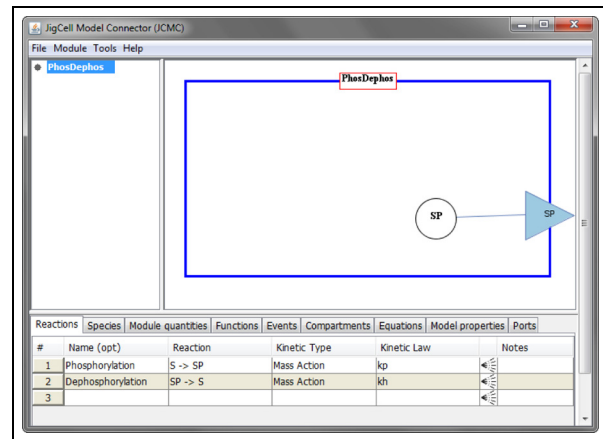 JigCell Model Connector (JCMC)
File Module Tools Help
PhosDephos
PhosDephos
SP
SP
Reactions Species Module quantities Functions Events Compartments Equations Model properties Ports
# Name (opt) Reaction Kinetic Type Kinetic Law Notes
1 Phosphorylation S -> SP Mass Action kp
2 Dephosphorylation SP -> S Mass Action kh
3